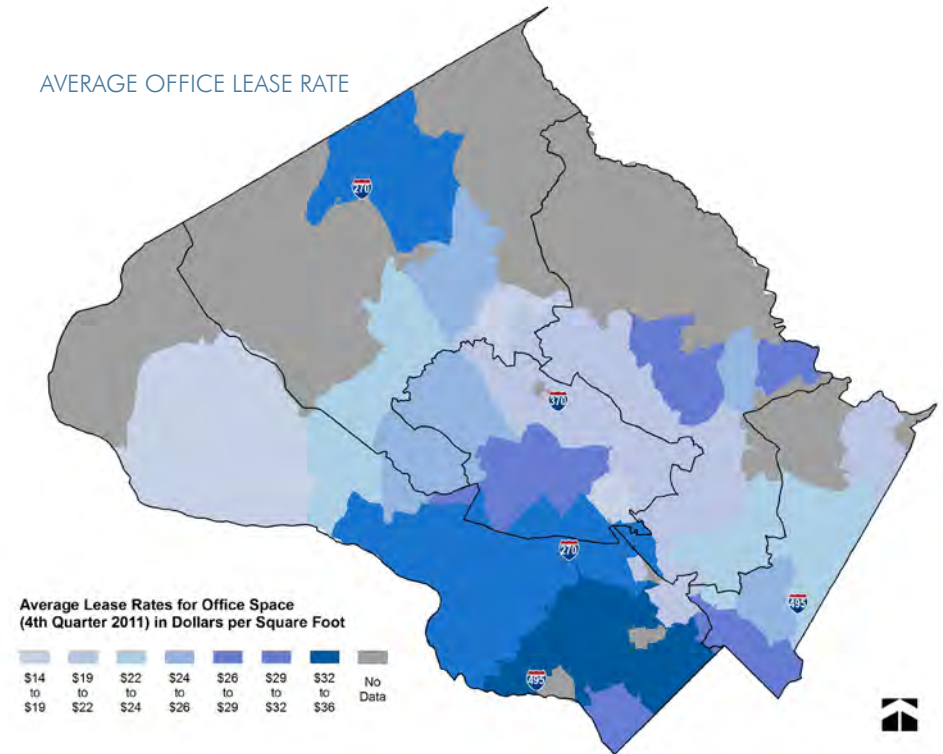 AVERAGE OFFICE LEASE RATE
270
370
270
495
495
Average Lease Rates for Office Space
(4th Quarter 2011) in Dollars per Square Foot
$14 to $19
$19 to $22
$22 to $24
$24 to $26
$26 to $29
$29 to $32
$32 to $36
No Data